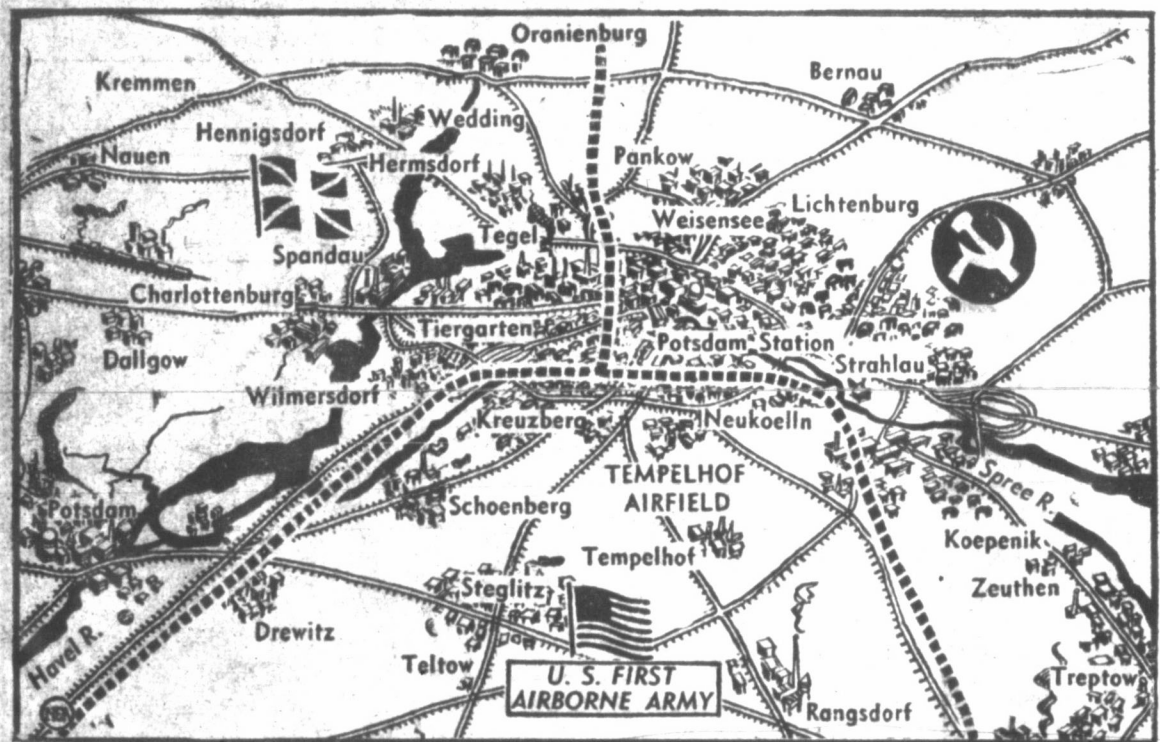 Oranienburg
Bernau
Kremmen
Wedding
Hennigsdorf
Nauen
Hermsdorf
Pankow
Weisensee
Lichtenburg
Tegel
Spandau
Charlottenburg
Tiergarten
Dallgow
Potsdam Station
Strahlau
Wilmersdorf
Kreuzberg
Neukoelln
TEMPELHOF
AIRFIELD
Spree R.
Potsdam
Schoenberg
Koepenik
Tempelhof
Zeuthen
Steglitz
Drewitz
Havel R.
Teltow
U. S. FIRST
AIRBORNE ARMY
Treptow
Rangsdorf